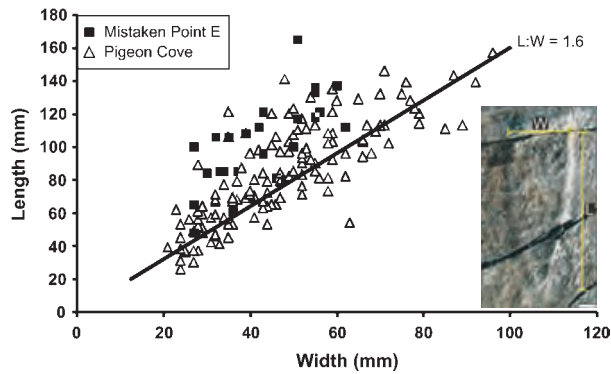 Mistaken Point E
Pigeon Cove
L:W = 1.6
Length (mm)
180
160
140
120
100
80
60
40
20
0
W
0 20 40 60 80 100 120
Width (mm)